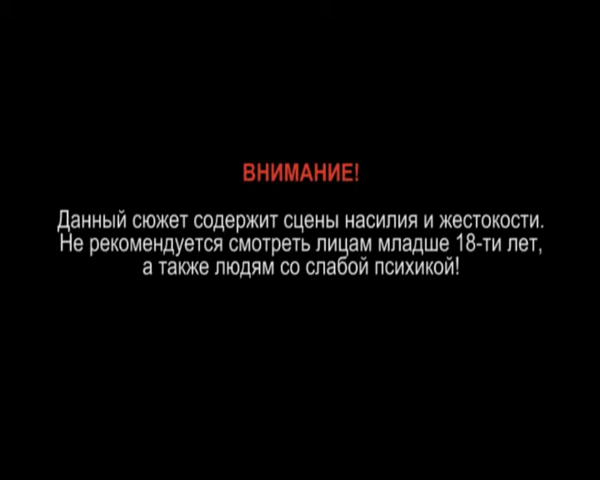 ВНИМАНИЕ!
Данный сюжет содержит сцены насилия и жестокости.
Не рекомендуется смотреть лицам младше 18-ти лет,
а также людям со слабой психикой!